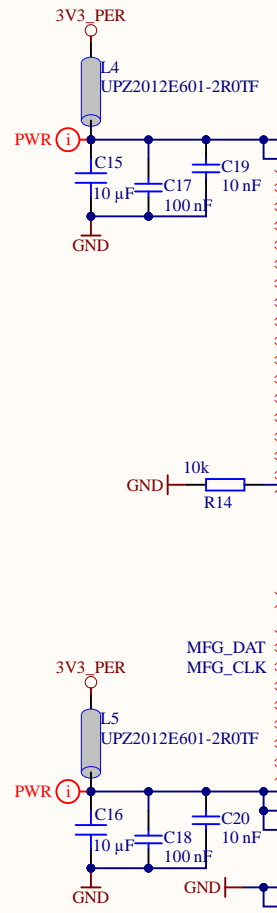 3V3_PER
L4
UPZ2012E601-2R0TF
PWR i
C15
10 µF
C17
100 nF
C19
10 nF
GND
10k
GND
R14
MFG_DAT
MFG_CLK
3V3_PER
L5
UPZ2012E601-2R0TF
PWR i
C16
10 µF
C18
100 nF
C20
10 nF
GND
GND